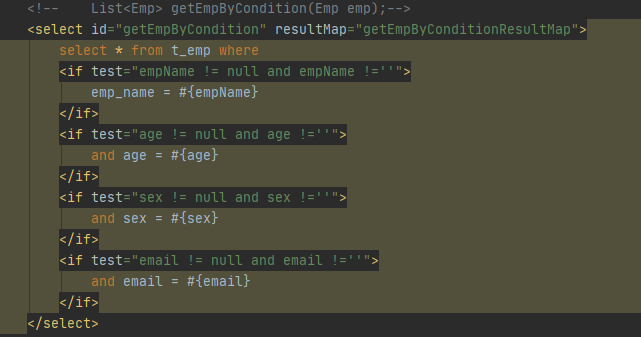 <!--    List<Emp> getEmpByCondition(Emp emp);-->
<select id="getEmpByCondition" resultMap="getEmpByConditionResultMap">
    select * from t_emp where
    <if test="empName != null and empName !=''">
        emp_name = #{empName}
    </if>
    <if test="age != null and age !=''">
        and age = #{age}
    </if>
    <if test="sex != null and sex !=''">
        and sex = #{sex}
    </if>
    <if test="email != null and email !=''">
        and email = #{email}
    </if>
</select>